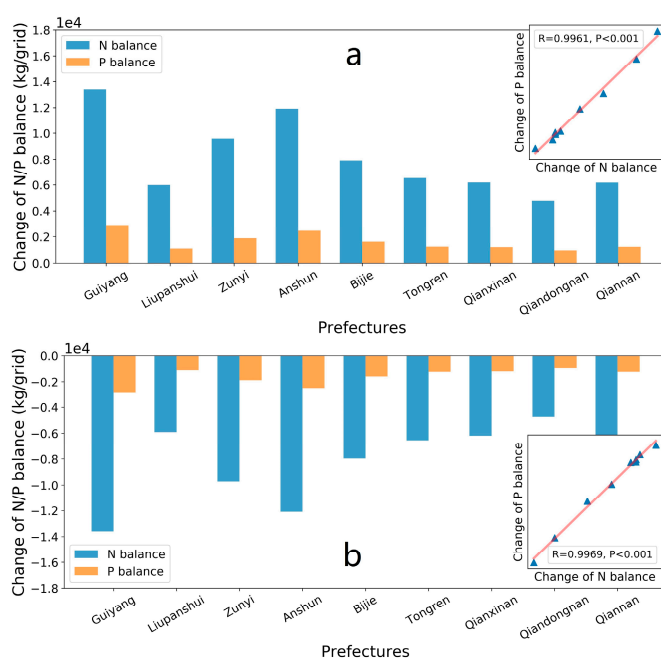 1e4
Change of N/P balance (kg/grid)
1.8
1.6
1.4
1.2
1.0
0.8
0.6
0.4
0.2
0.0
N balance
P balance
a
R=0.9961, P<0.001
Change of P balance
Change of N balance
Guiyang
Liupanshui
Zunyi
Anshun
Bijie
Tongren
Qianxinan
Qiandongnan
Qiannan
Prefectures
1e4
Change of N/P balance (kg/grid)
0.0
−0.2
−0.4
−0.6
−0.8
−1.0
−1.2
−1.4
−1.6
−1.8
N balance
P balance
b
Change of P balance
R=0.9969, P<0.001
Change of N balance
Guiyang
Liupanshui
Zunyi
Anshun
Bijie
Tongren
Qianxinan
Qiandongnan
Qiannan
Prefectures